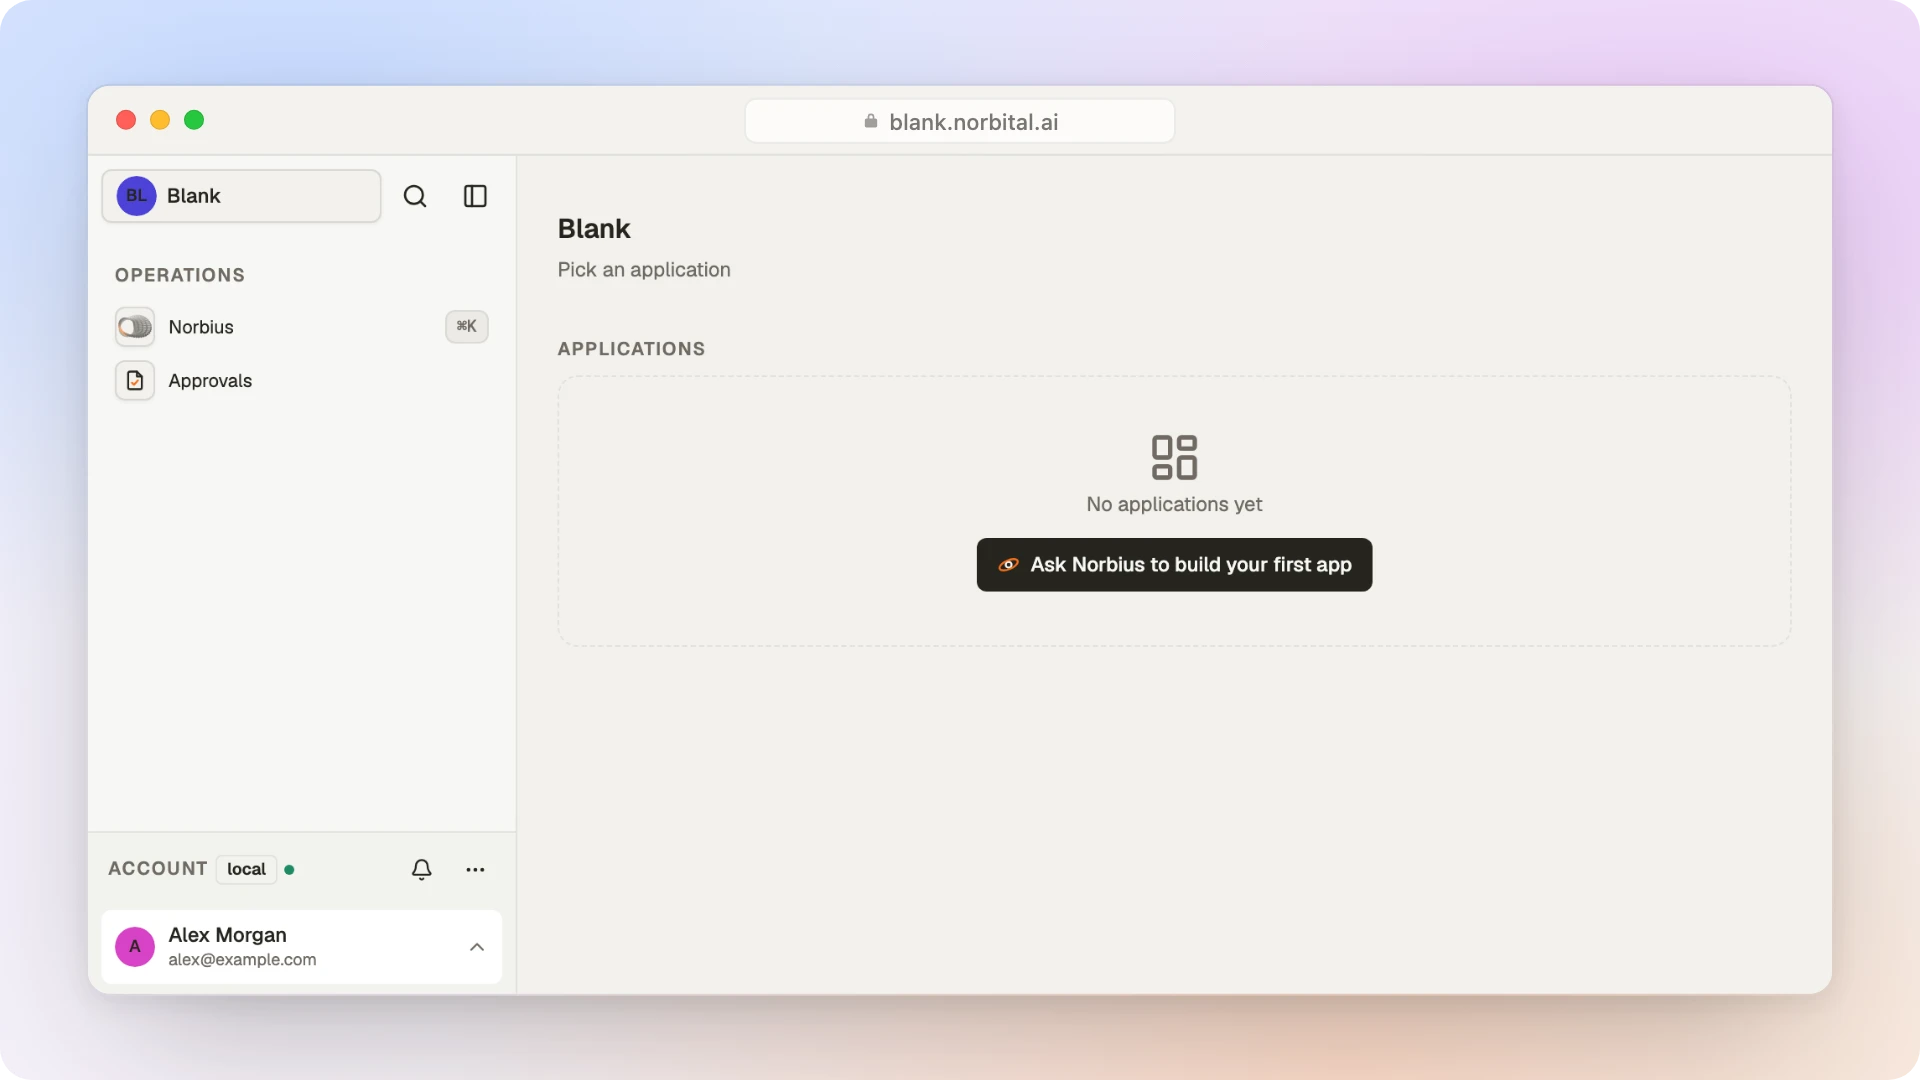 blank.norbital.ai
BL Blank
OPERATIONS
Norbius ⌘K
Approvals
ACCOUNT local
A Alex Morgan
alex@example.com
Blank
Pick an application
APPLICATIONS
No applications yet
Ask Norbius to build your first app